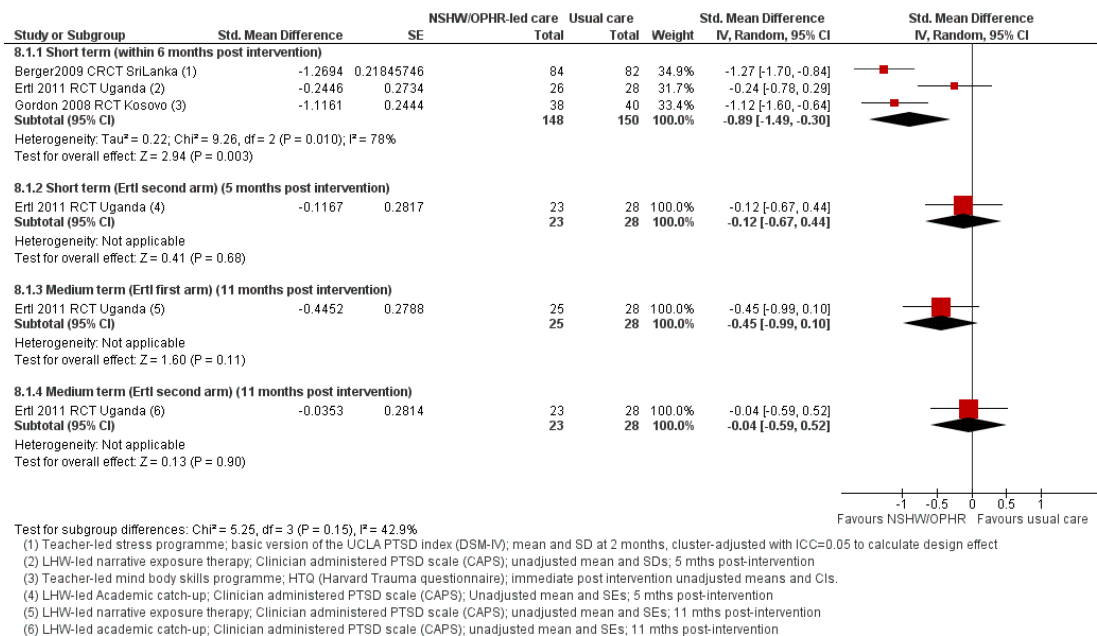 NSHW/OPHR-led care Usual care Std. Mean Difference Std. Mean Difference
Study or Subgroup Std. Mean Difference SE Total Total Weight IV, Random, 95% CI IV, Random, 95% CI
8.1.1 Short term (within 6 months post intervention)
Berger2009 CRCT SriLanka (1) -1.2694 0.21845746 84 82 34.9% -1.27 [-1.70, -0.84]
Ertl 2011 RCT Uganda (2) -0.2446 0.2734 26 28 31.7% -0.24 [-0.78, 0.29]
Gordon 2008 RCT Kosovo (3) -1.1161 0.2444 38 40 33.4% -1.12 [-1.60, -0.64]
Subtotal (95% CI) 148 150 100.0% -0.89 [-1.49, -0.30]
Heterogeneity: Tau² = 0.22; Chi² = 9.26, df = 2 (P = 0.010); I² = 78%
Test for overall effect: Z = 2.94 (P = 0.003)
8.1.2 Short term (Ertl second arm) (5 months post intervention)
Ertl 2011 RCT Uganda (4) -0.1167 0.2817 23 28 100.0% -0.12 [-0.67, 0.44]
Subtotal (95% CI) 23 28 100.0% -0.12 [-0.67, 0.44]
Heterogeneity: Not applicable
Test for overall effect: Z = 0.41 (P = 0.68)
8.1.3 Medium term (Ertl first arm) (11 months post intervention)
Ertl 2011 RCT Uganda (5) -0.4452 0.2788 25 28 100.0% -0.45 [-0.99, 0.10]
Subtotal (95% CI) 25 28 100.0% -0.45 [-0.99, 0.10]
Heterogeneity: Not applicable
Test for overall effect: Z = 1.60 (P = 0.11)
8.1.4 Medium term (Ertl second arm) (11 months post intervention)
Ertl 2011 RCT Uganda (6) -0.0353 0.2814 23 28 100.0% -0.04 [-0.59, 0.52]
Subtotal (95% CI) 23 28 100.0% -0.04 [-0.59, 0.52]
Heterogeneity: Not applicable
Test for overall effect: Z = 0.13 (P = 0.90)
-1 -0.5 0 0.5 1
Favours NSHW/OPHR Favours usual care
Test for subgroup differences: Chi² = 5.25, df = 3 (P = 0.15), I² = 42.9%
(1) Teacher-led stress programme; basic version of the UCLA PTSD index (DSM-IV); mean and SD at 2 months, cluster-adjusted with ICC=0.05 to calculate design effect
(2) LHW-led narrative exposure therapy; Clinician administered PTSD scale (CAPS); unadjusted mean and SDs; 5 mths post-intervention
(3) Teacher-led mind body skills programme; HTQ (Harvard Trauma questionnaire); immediate post intervention unadjusted means and CIs.
(4) LHW-led Academic catch-up; Clinician administered PTSD scale (CAPS); Unadjusted mean and SEs; 5 mths post-intervention
(5) LHW-led narrative exposure therapy; Clinician administered PTSD scale (CAPS); unadjusted mean and SEs; 11 mths post-intervention
(6) LHW-led academic catch-up; Clinician administered PTSD scale (CAPS); unadjusted mean and SEs; 11 mths post-intervention